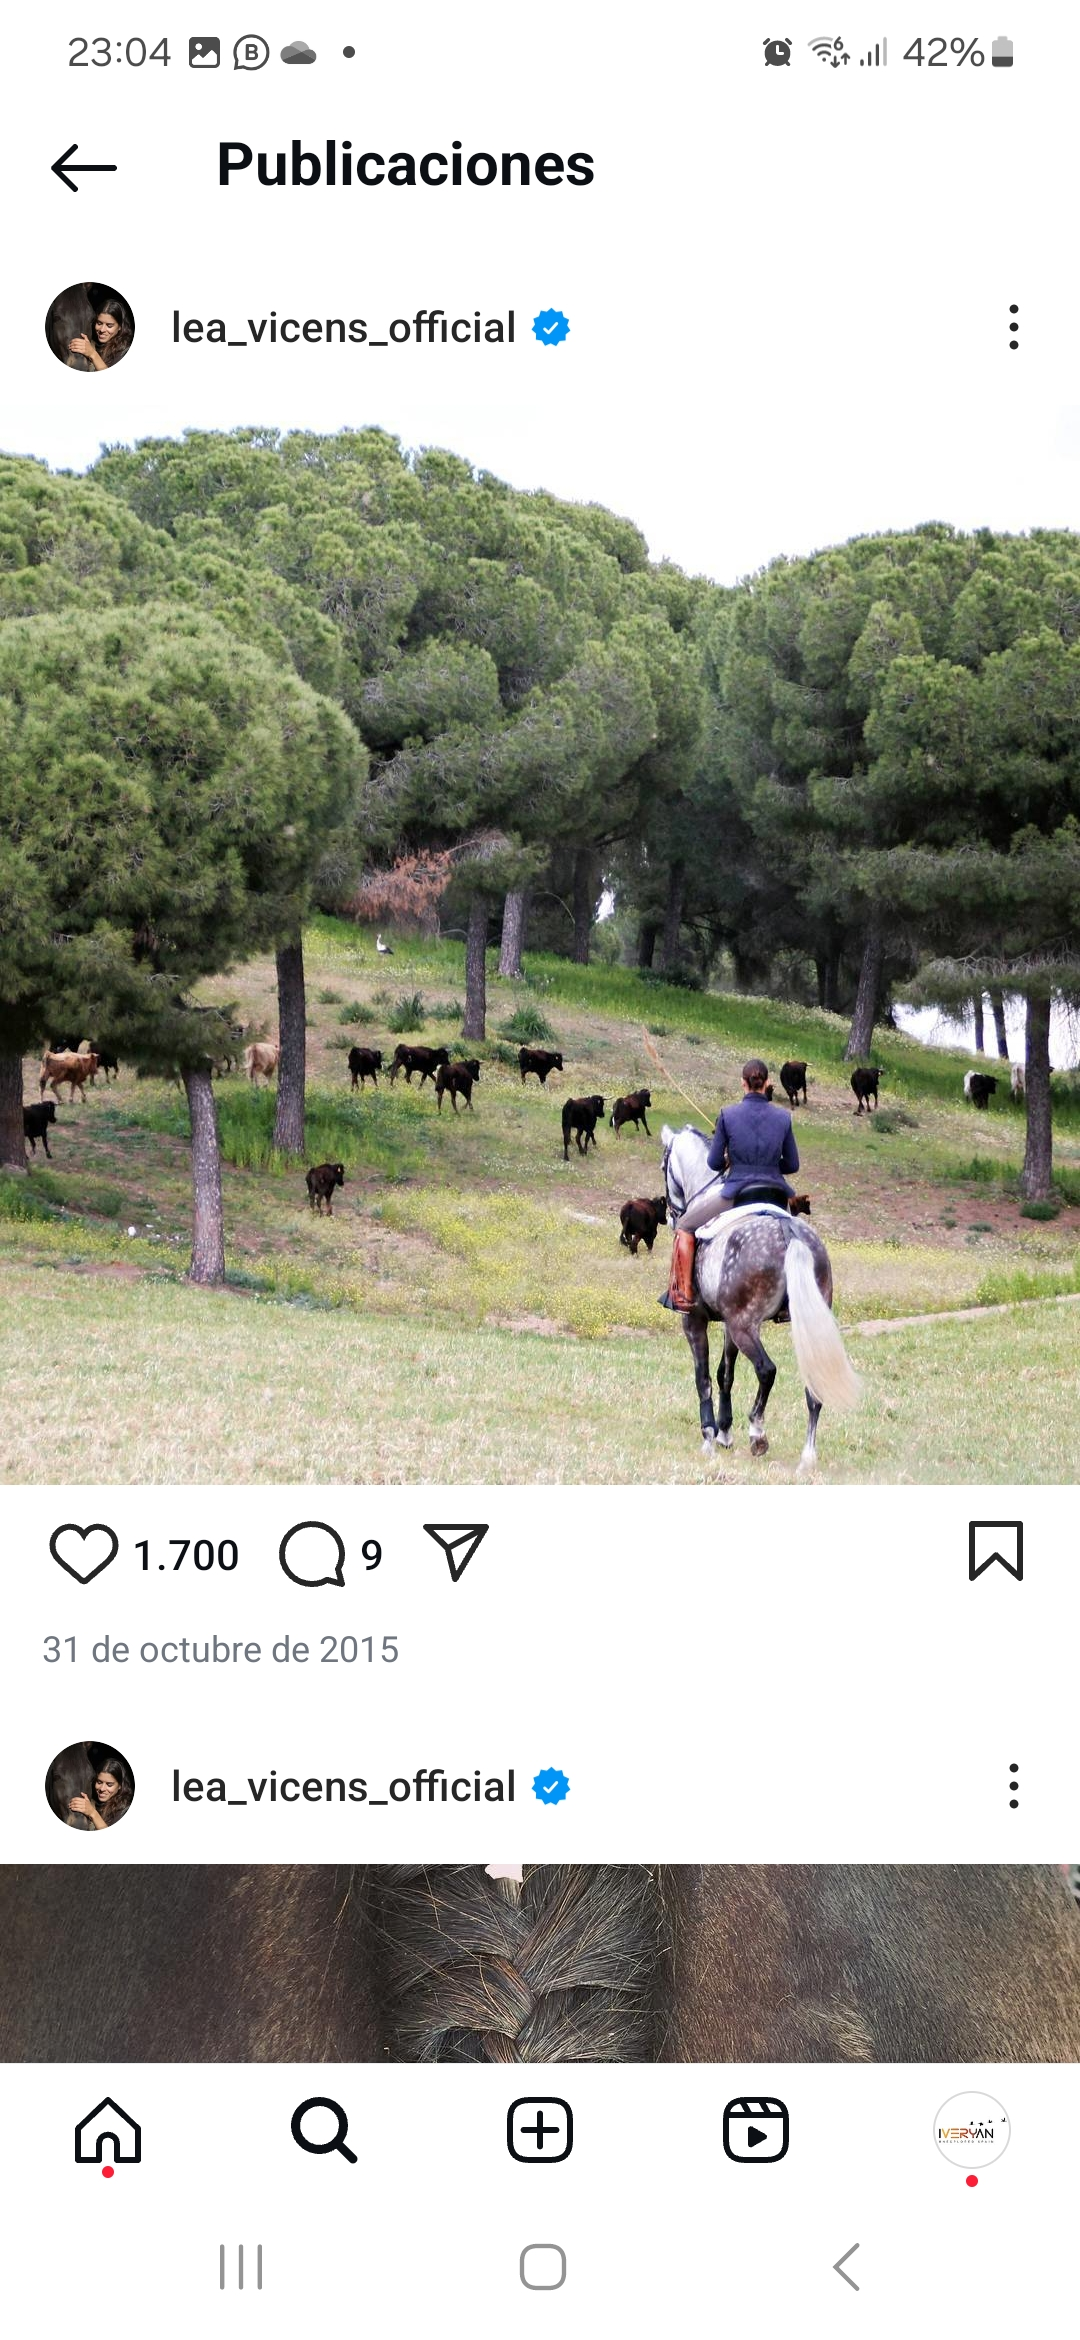 23:04
42%
Publicaciones
lea_vicens_official
1.700 9
31 de octubre de 2015
lea_vicens_official
IVERYAN